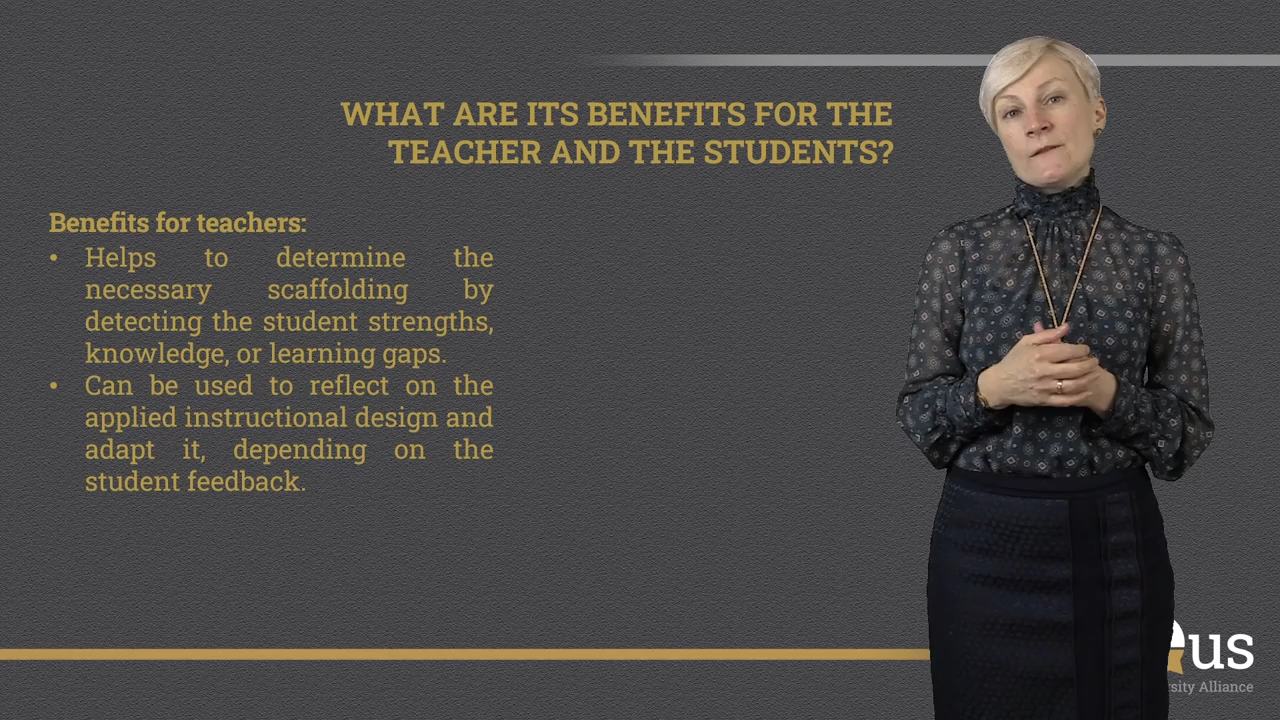 WHAT ARE ITS BENEFITS FOR THE
TEACHER AND THE STUDENTS?
Benefits for teachers:
• Helps to determine the
necessary scaffolding by
detecting the student strengths,
knowledge, or learning gaps.
• Can be used to reflect on the
applied instructional design and
adapt it, depending on the
student feedback.
us
Alliance